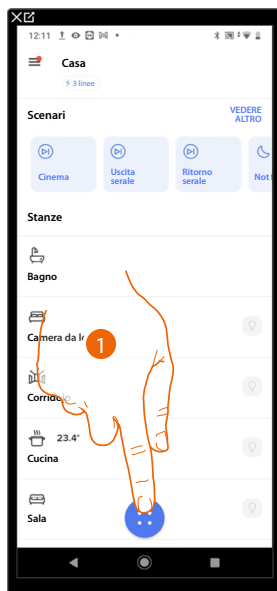 12:11
Casa
3 linee
Scenari
VEDERE
ALTRO
Cinema
Uscita
serale
Ritorno
serale
Stanze
Bagno
Camera da
1
Corridoio
23.4°
Cucina
Sala